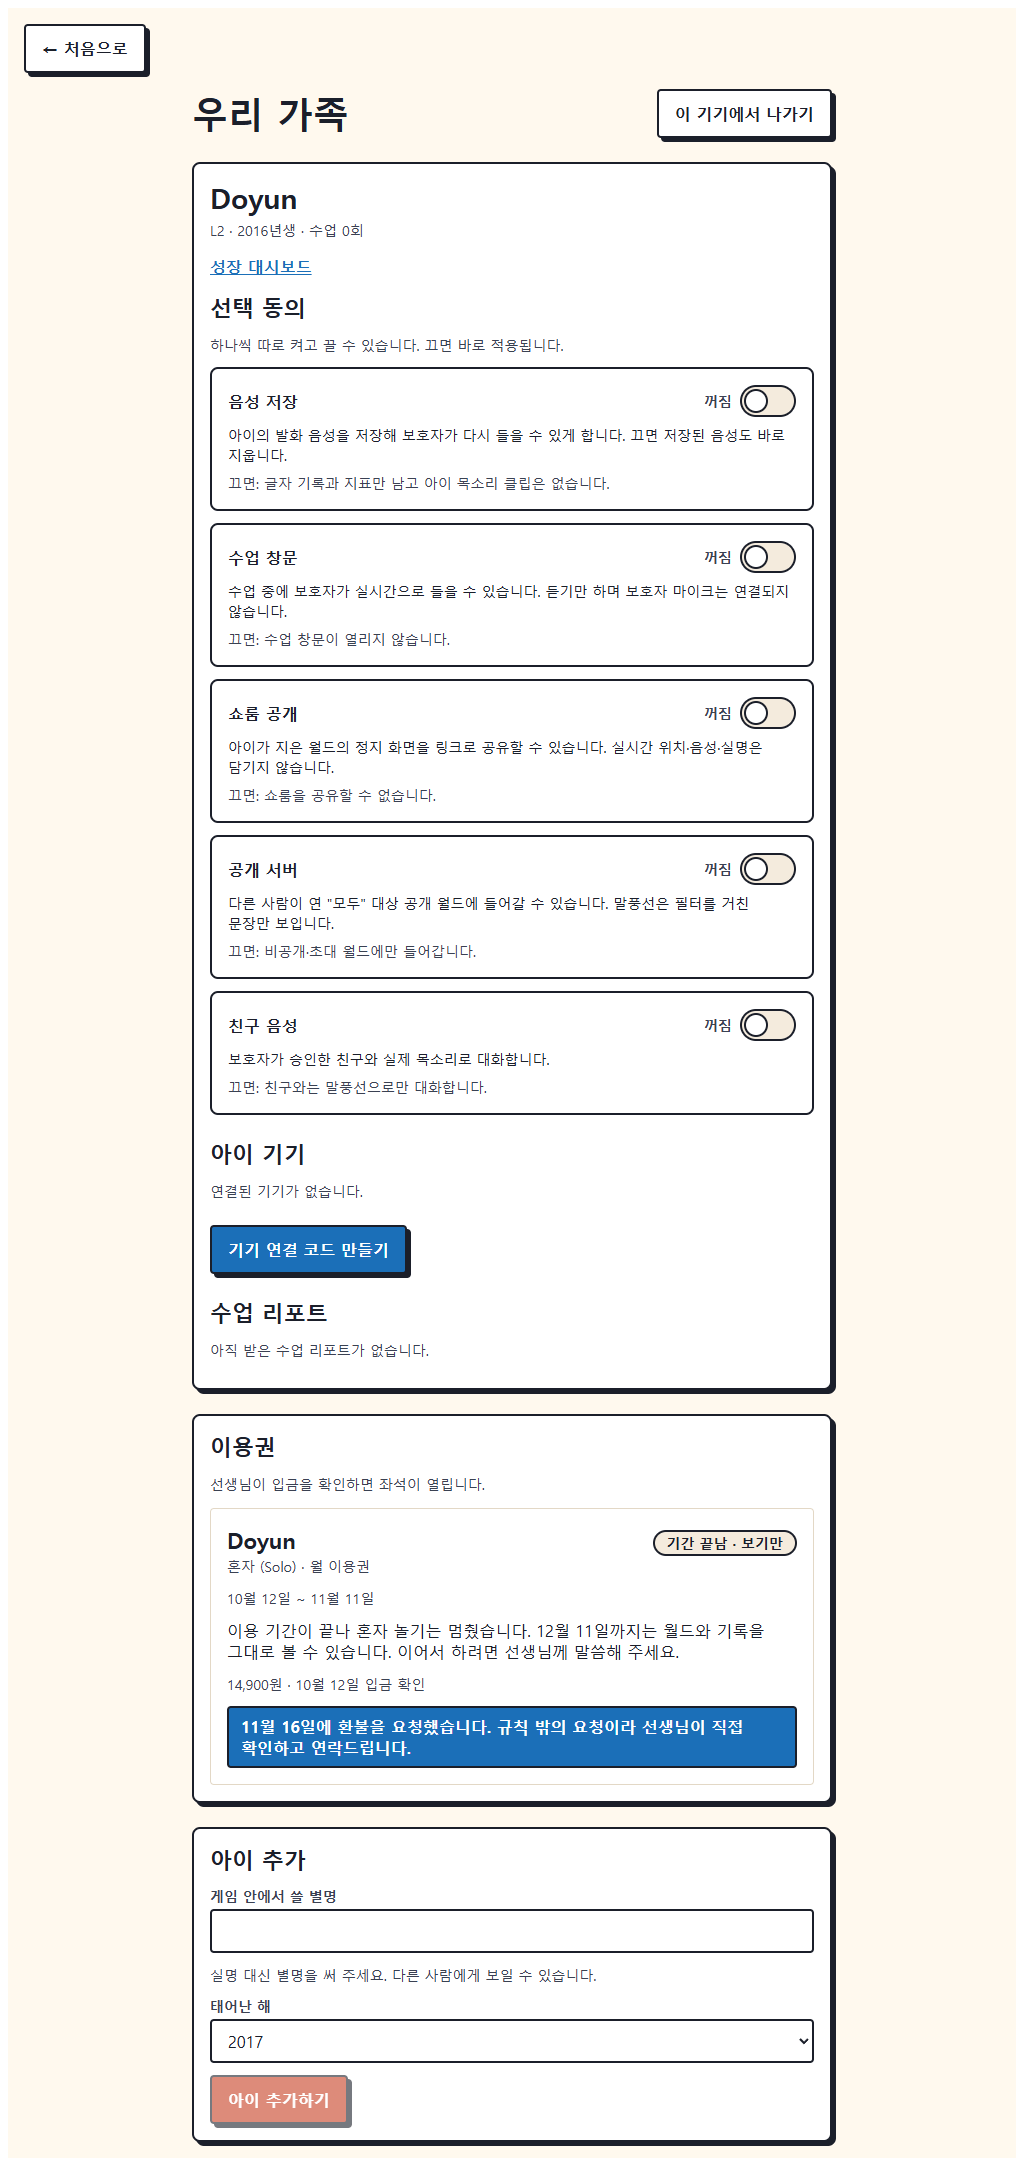 ← 처음으로
우리 가족
이 기기에서 나가기
Doyun
L2 · 2016년생 · 수업 0회
성장 대시보드
선택 동의
하나씩 따로 켜고 끌 수 있습니다. 끄면 바로 적용됩니다.
음성 저장
꺼짐
아이의 발화 음성을 저장해 보호자가 다시 들을 수 있게 합니다. 끄면 저장된 음성도 바로
지웁니다.
끄면: 글자 기록과 지표만 남고 아이 목소리 클립은 없습니다.
수업 창문
꺼짐
수업 중에 보호자가 실시간으로 들을 수 있습니다. 듣기만 하며 보호자 마이크는 연결되지
않습니다.
끄면: 수업 창문이 열리지 않습니다.
쇼룸 공개
꺼짐
아이가 지은 월드의 정지 화면을 링크로 공유할 수 있습니다. 실시간 위치·음성·실명은
담기지 않습니다.
끄면: 쇼룸을 공유할 수 없습니다.
공개 서버
꺼짐
다른 사람이 연 "모두" 대상 공개 월드에 들어갈 수 있습니다. 말풍선은 필터를 거친
문장만 보입니다.
끄면: 비공개·초대 월드에만 들어갑니다.
친구 음성
꺼짐
보호자가 승인한 친구와 실제 목소리로 대화합니다.
끄면: 친구와는 말풍선으로만 대화합니다.
아이 기기
연결된 기기가 없습니다.
기기 연결 코드 만들기
수업 리포트
아직 받은 수업 리포트가 없습니다.
이용권
선생님이 입금을 확인하면 좌석이 열립니다.
Doyun
기간 끝남 · 보기만
혼자 (Solo) · 월 이용권
10월 12일 ~ 11월 11일
이용 기간이 끝나 혼자 놀기는 멈췄습니다. 12월 11일까지는 월드와 기록을
그대로 볼 수 있습니다. 이어서 하려면 선생님께 말씀해 주세요.
14,900원 · 10월 12일 입금 확인
11월 16일에 환불을 요청했습니다. 규칙 밖의 요청이라 선생님이 직접
확인하고 연락드립니다.
아이 추가
게임 안에서 쓸 별명
실명 대신 별명을 써 주세요. 다른 사람에게 보일 수 있습니다.
태어난 해
2017
아이 추가하기